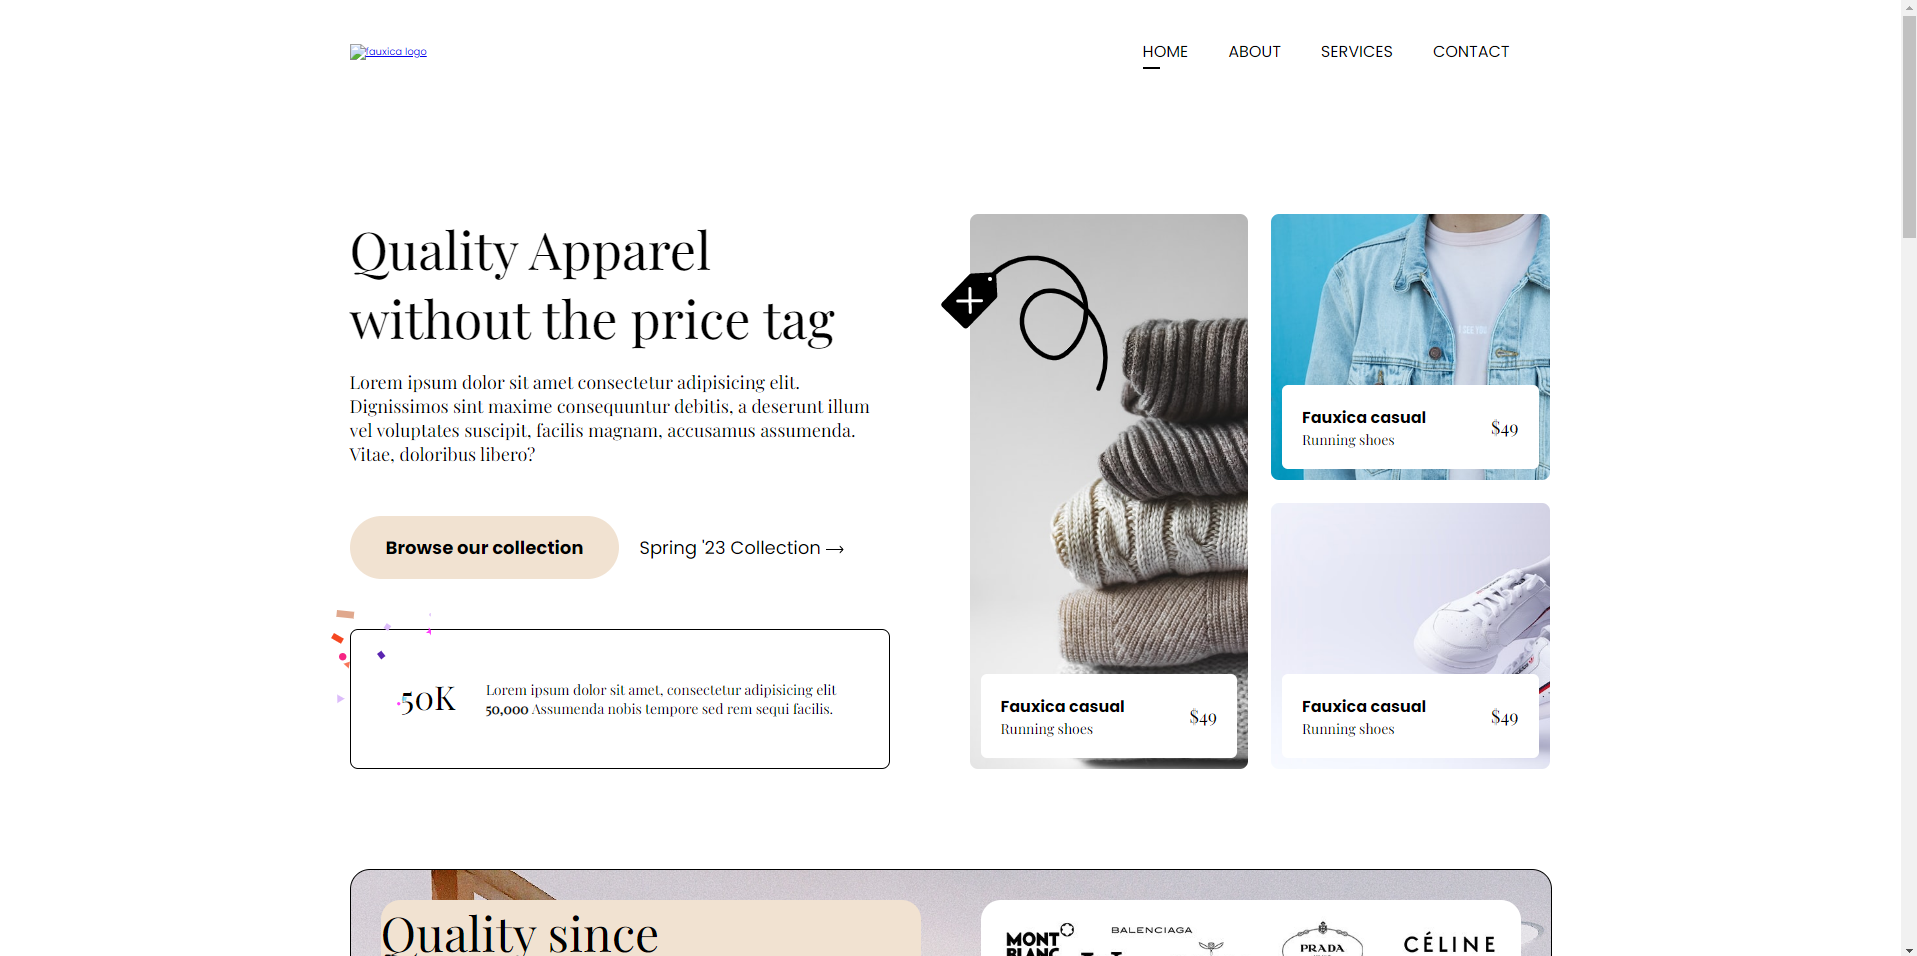 fauxica logo
HOME ABOUT SERVICES CONTACT
Quality Apparel
without the price tag
Lorem ipsum dolor sit amet consectetur adipisicing elit.
Dignissimos sint maxime consequuntur debitis, a deserunt illum
vel voluptates suscipit, facilis magnam, accusamus assumenda.
Vitae, doloribus libero?
Browse our collection
Spring '23 Collection →
50K
Lorem ipsum dolor sit amet, consectetur adipisicing elit
50,000 Assumenda nobis tempore sed rem sequi facilis.
Fauxica casual
Running shoes
$49
I SEE YOU
Fauxica casual
Running shoes
$49
Fauxica casual
Running shoes
$49
Quality since
MONT
BLANC
BALENCIAGA
PRADA
CÉLINE